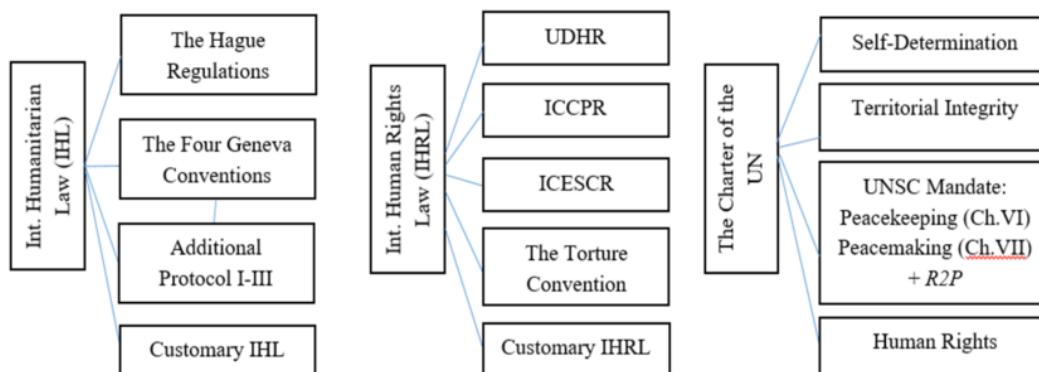 Int. Humanitarian
Law (IHL)
The Hague
Regulations
The Four Geneva
Conventions
Additional
Protocol I-III
Customary IHL
Int. Human Rights
Law (IHRL)
UDHR
ICCPR
ICESCR
The Torture
Convention
Customary IHRL
The Charter of the
UN
Self-Determination
Territorial Integrity
UNSC Mandate:
Peacekeeping (Ch.VI)
Peacemaking (Ch.VII)
+ R2P
Human Rights